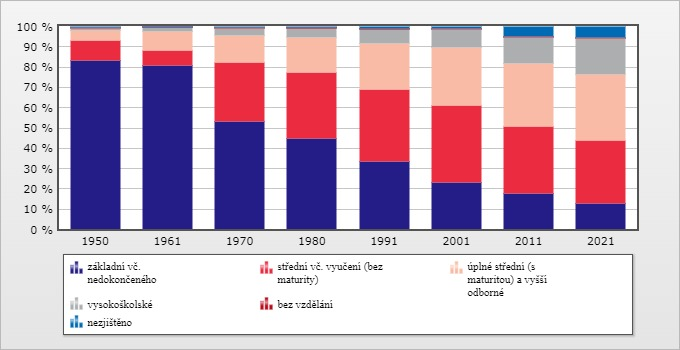 100 %
90 %
80 %
70 %
60 %
50 %
40 %
30 %
20 %
10 %
0 %
1950 1961 1970 1980 1991 2001 2011 2021
základní vč.
nedokončeného
střední vč. vyučení (bez
maturity)
úplné střední (s
maturitou) a vyšší
odborné
vysokoškolské
bez vzdělání
nezjištěno